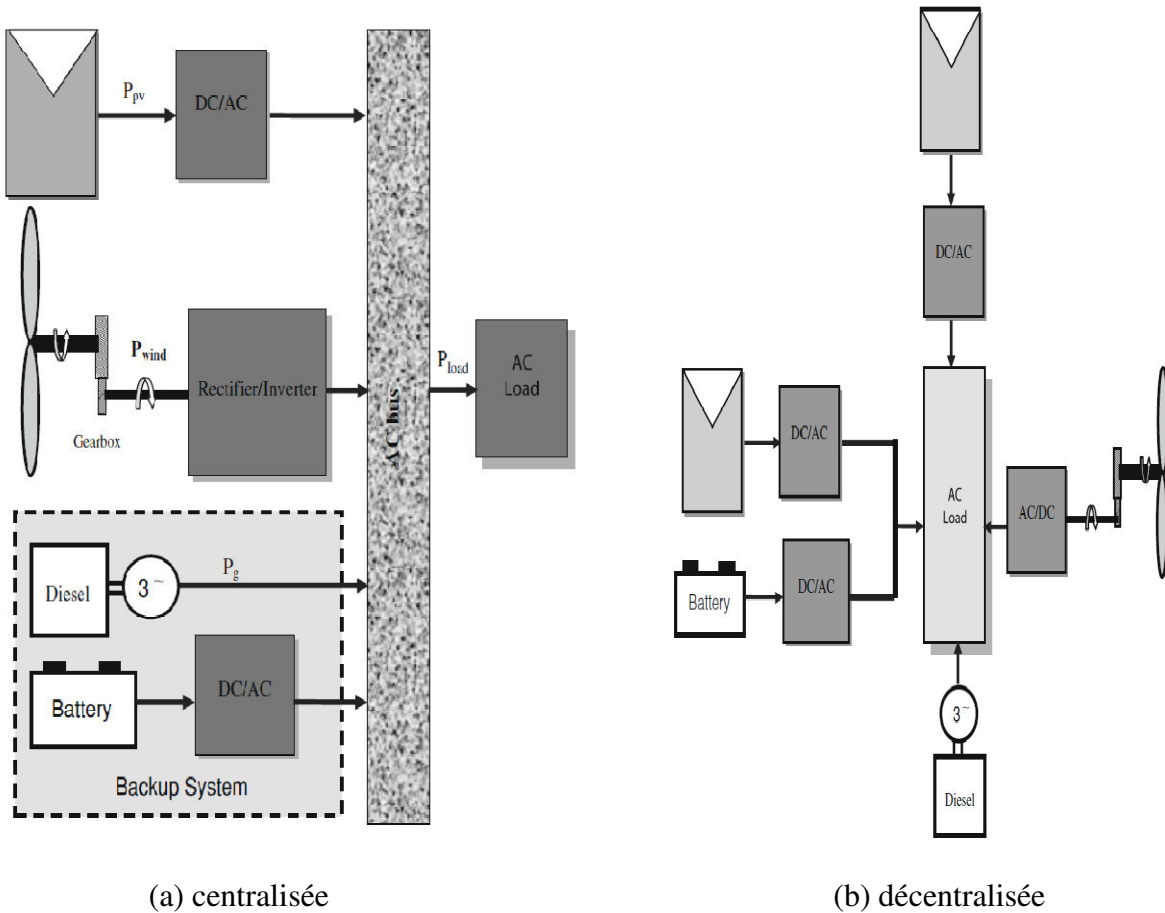 P_pv
DC/AC
P_wind
Gearbox
Rectifier/Inverter
AC bus
P_load
AC
Load
Diesel
3~
P_g
Battery
DC/AC
Backup System
(a) centralisée
DC/AC
DC/AC
Battery
DC/AC
AC
Load
AC/DC
3~
Diesel
(b) décentralisée